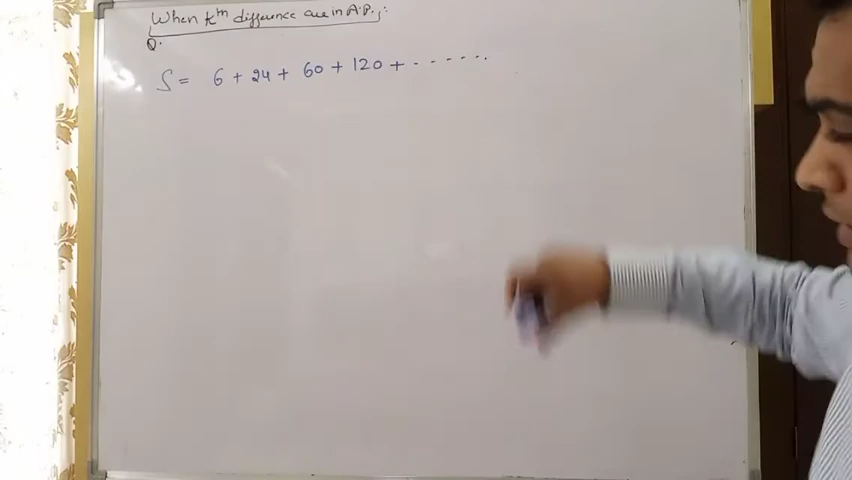 When Kth difference are in A.P.;:
Q.
S = 6 + 24 + 60 + 120 + - - - - - - .